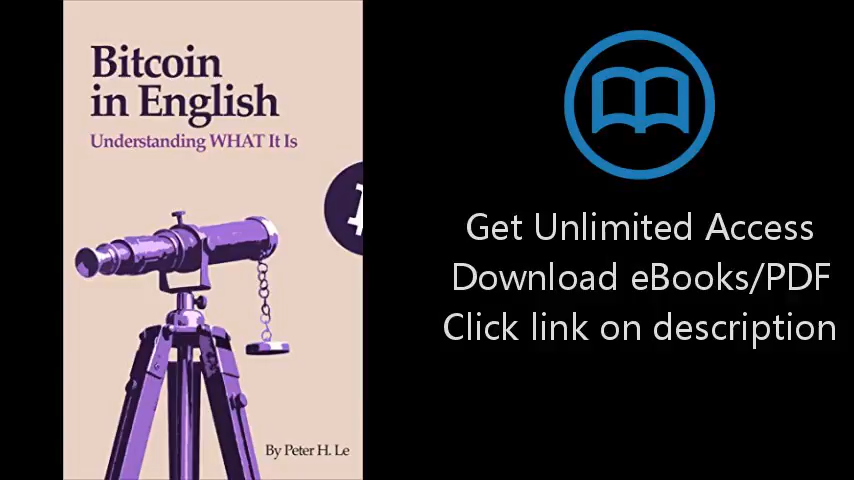 Bitcoin
in English
Understanding WHAT It Is
By Peter H. Le
Get Unlimited Access
Download eBooks/PDF
Click link on description